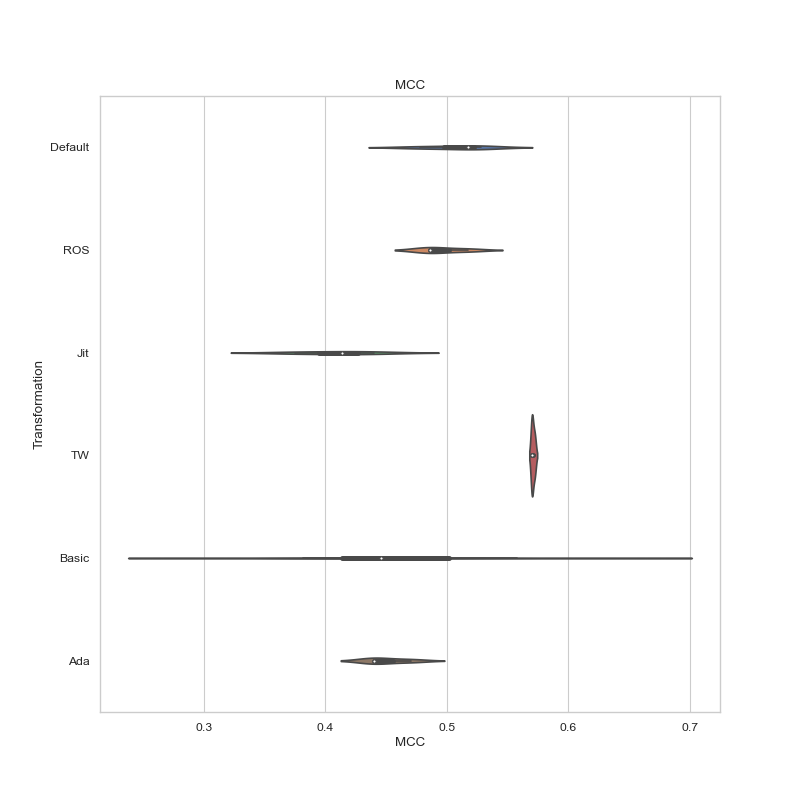 MCC
Default
ROS
Jit
TW
Basic
Ada
Transformation
0.3 0.4 0.5 0.6 0.7
MCC